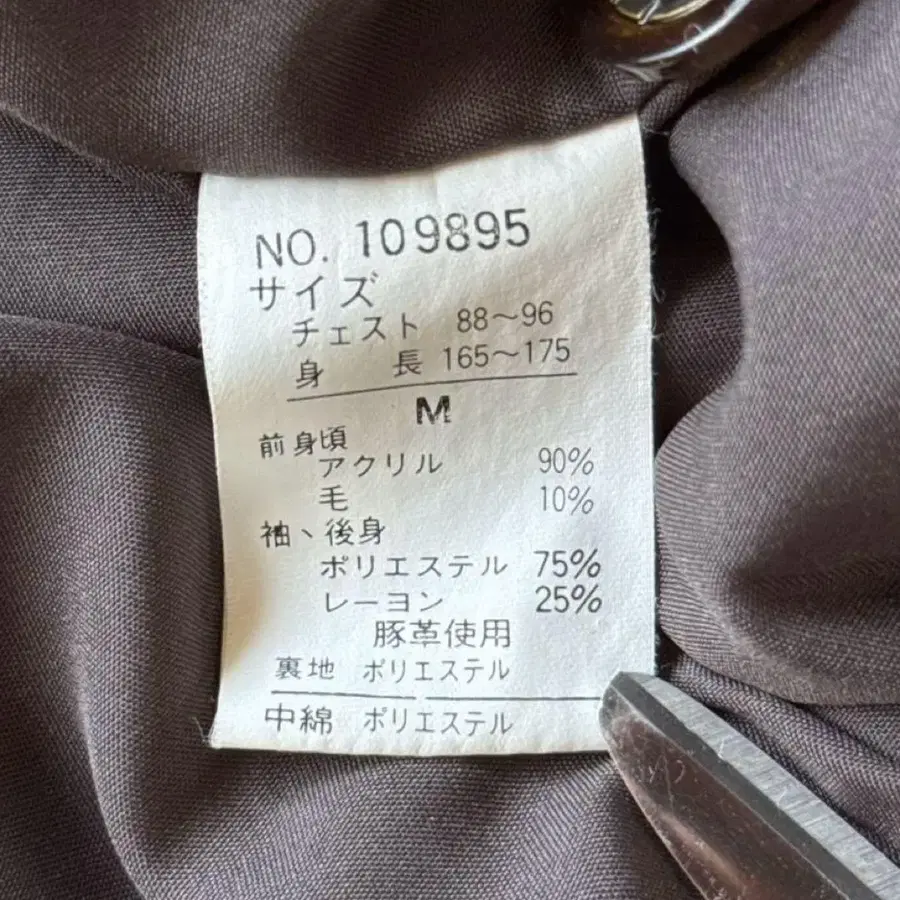 NO. 109895
サイズ
チェスト 88〜96
身 長 165〜175
M
前身頃
アクリル 90%
毛 10%
袖、後身
ポリエステル 75%
レーヨン 25%
豚革使用
裏地 ポリエステル
中綿 ポリエステル